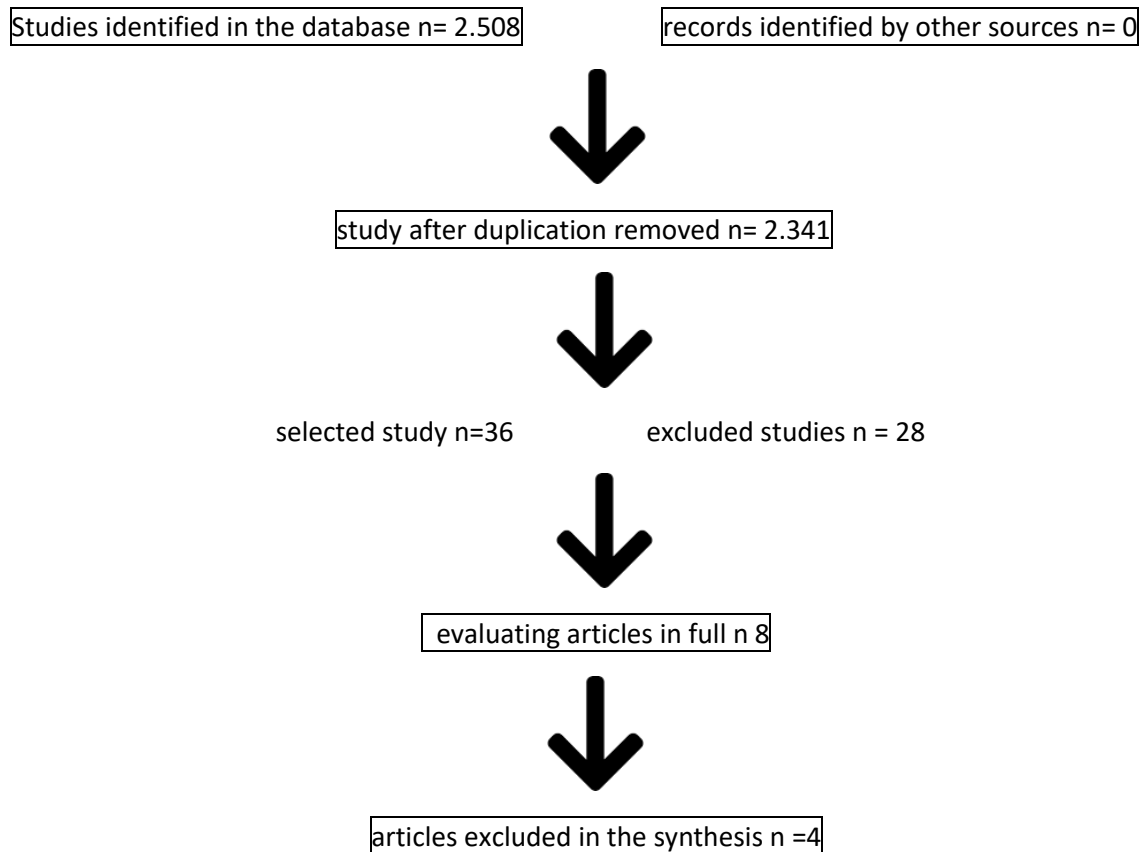 Studies identified in the database n= 2.508
records identified by other sources n= 0
study after duplication removed n= 2.341
selected study n=36
excluded studies n = 28
evaluating articles in full n 8
articles excluded in the synthesis n =4